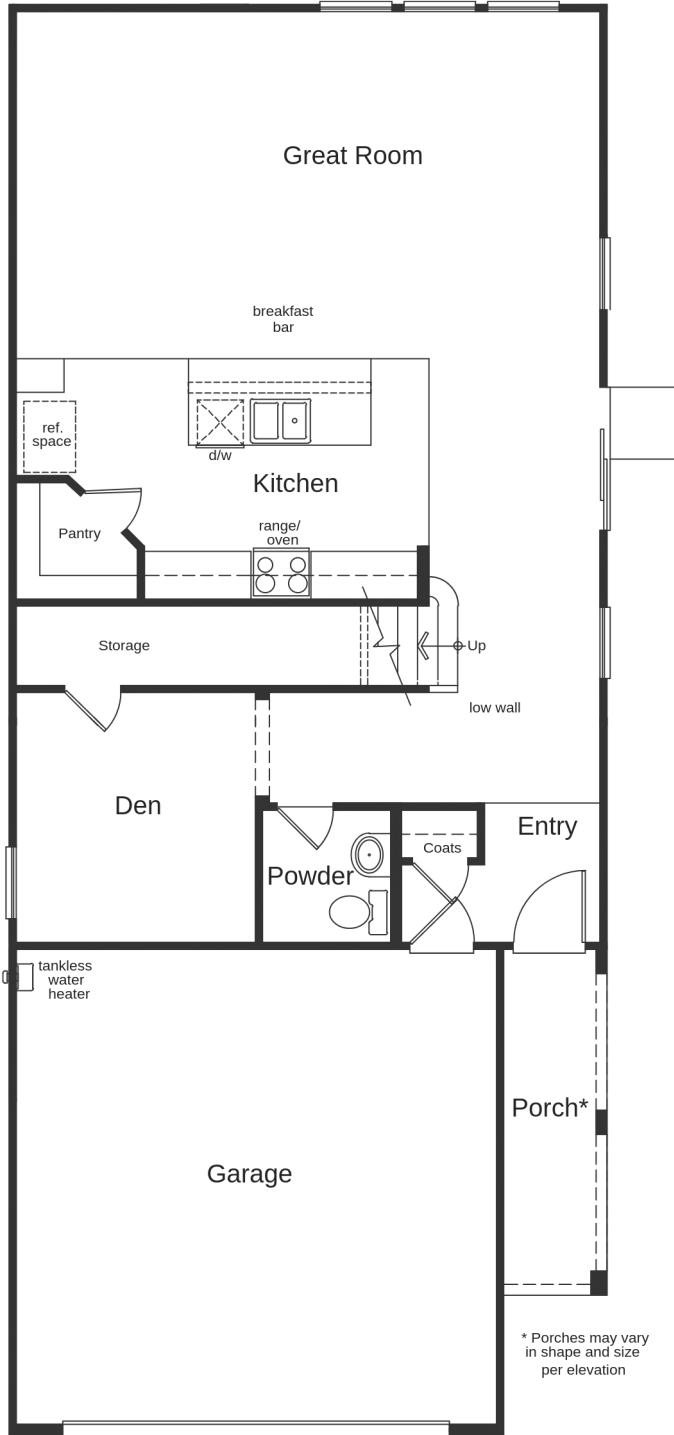 Great Room
breakfast
bar
ref.
space
d/w
Kitchen
Pantry
range/
oven
Storage
Up
low wall
Den
Entry
Coats
Powder
tankless
water
heater
Porch*
Garage
* Porches may vary
in shape and size
per elevation